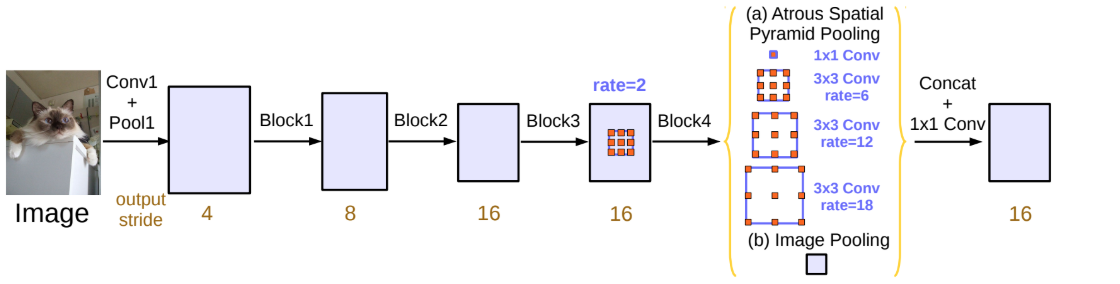 (a) Atrous Spatial
Pyramid Pooling
1x1 Conv
3x3 Conv
rate=6
3x3 Conv
rate=12
3x3 Conv
rate=18
(b) Image Pooling
Conv1
+
Pool1
Block1
Block2
Block3
rate=2
Block4
Concat
+
1x1 Conv
Image
output
stride
4
8
16
16
16